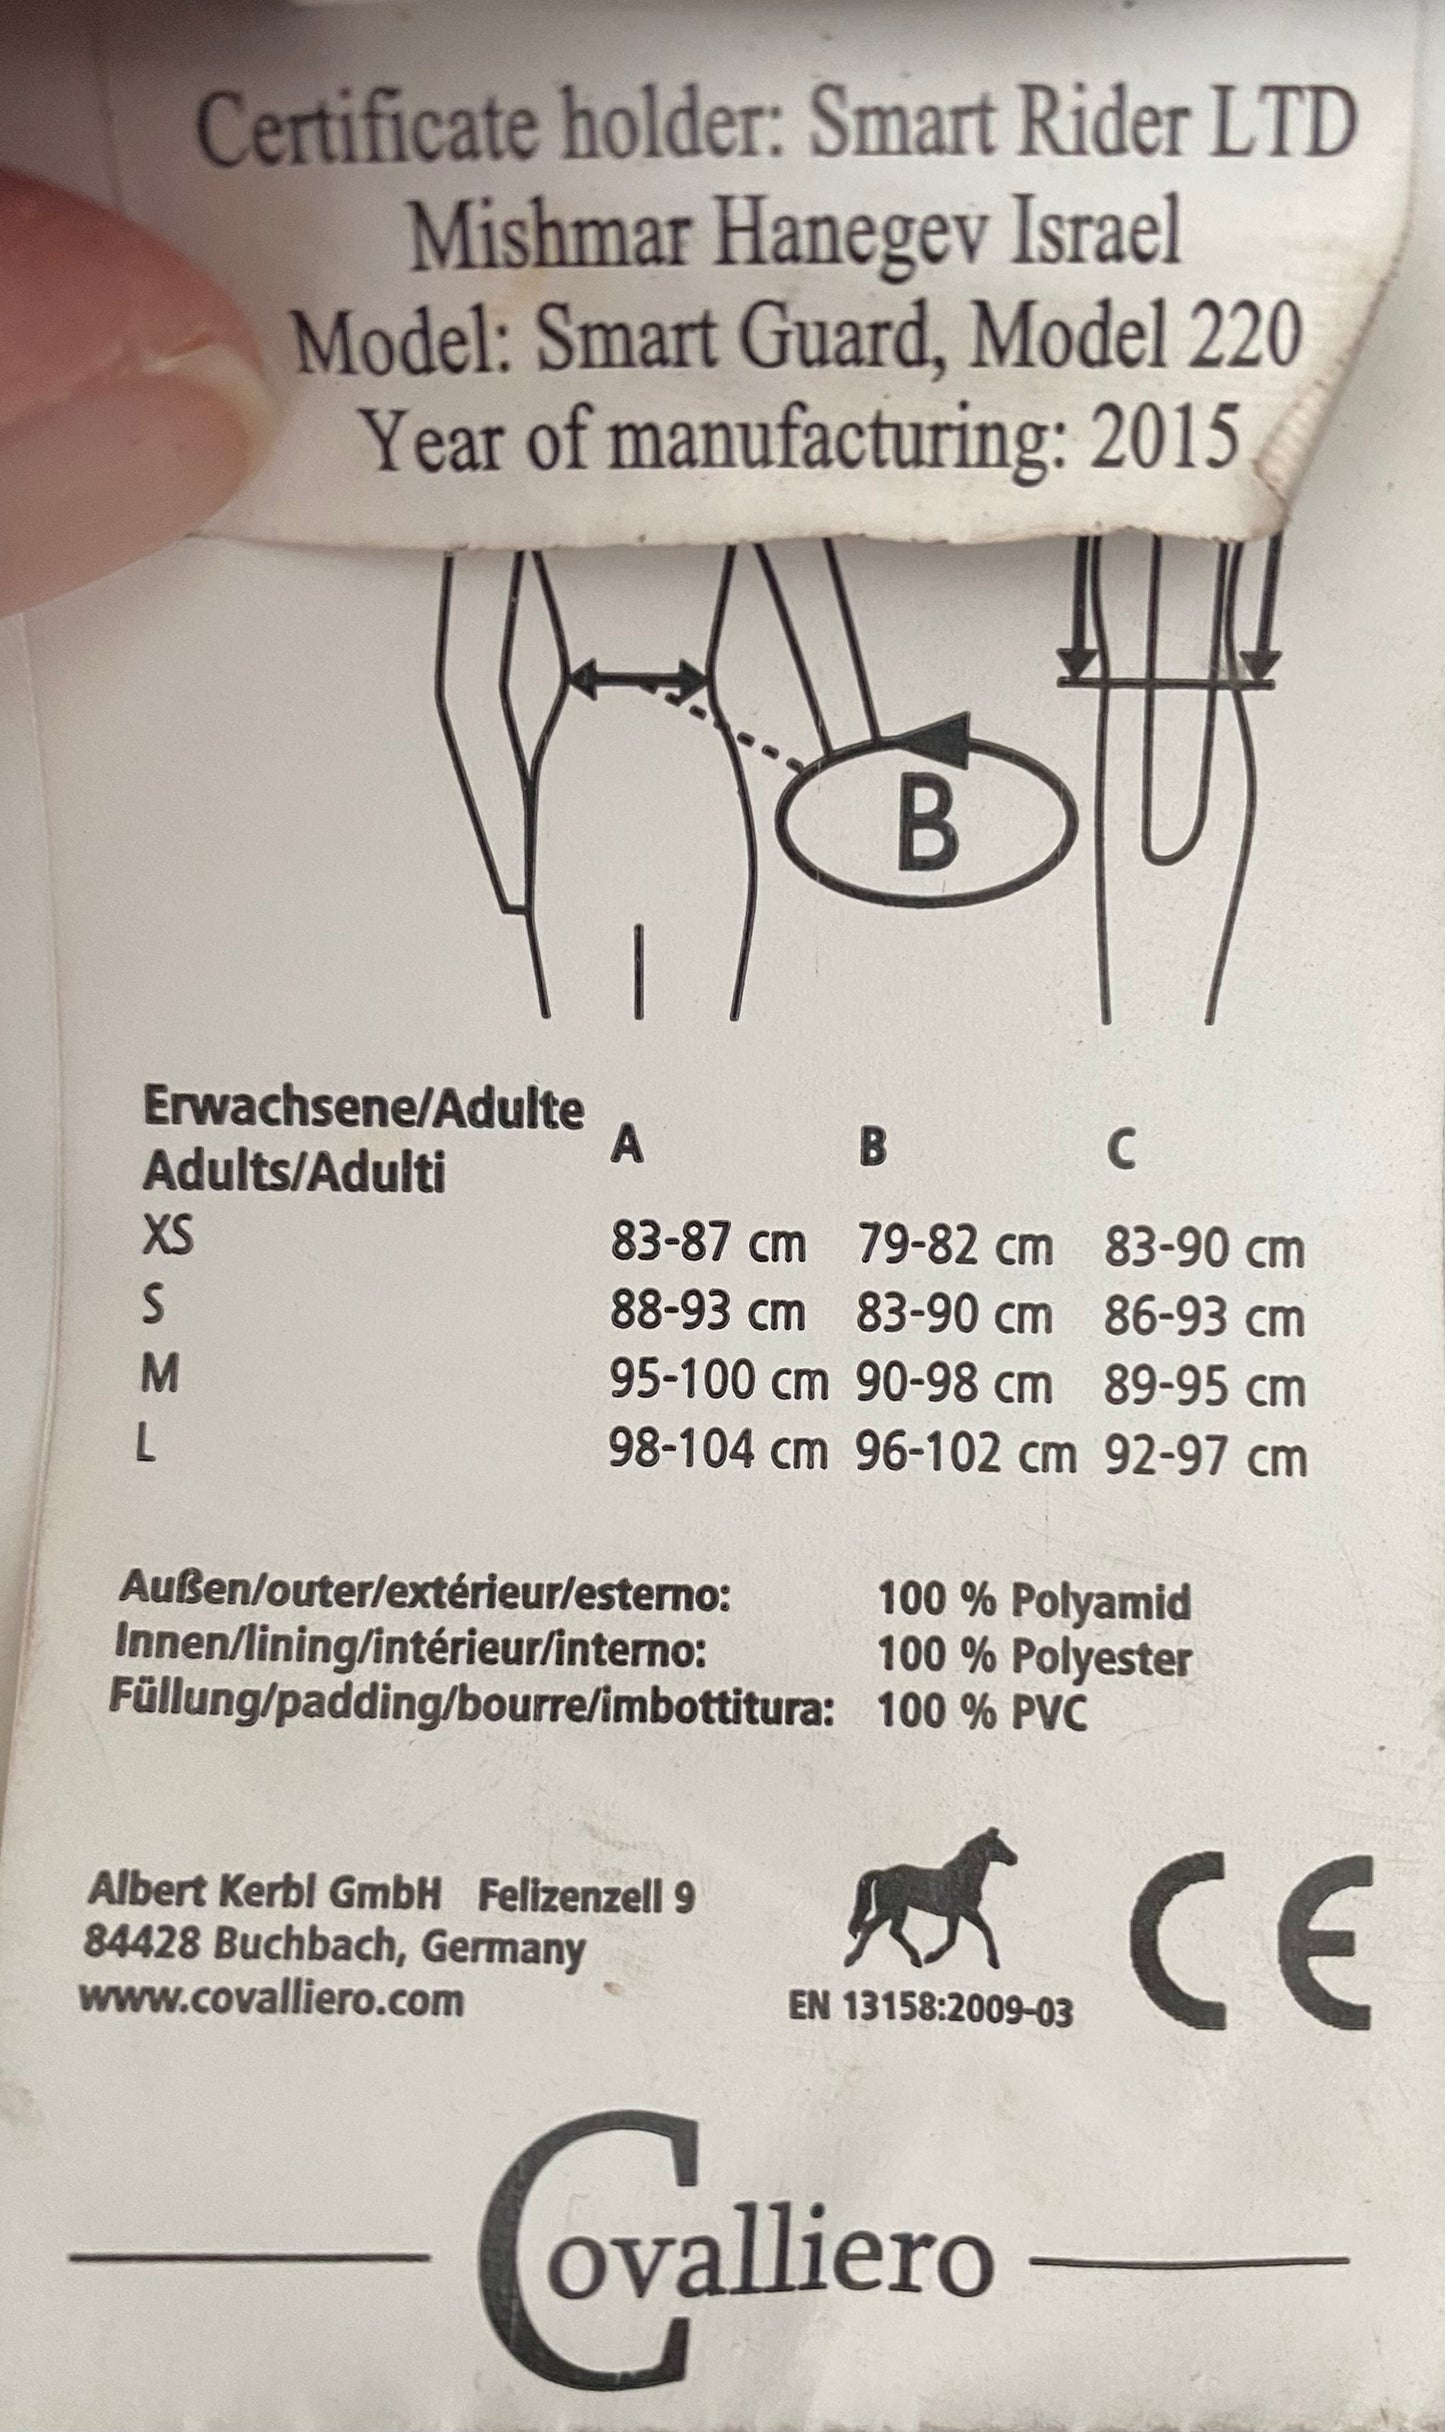 Certificate holder: Smart Rider LTD
Mishmar Hanegev Israel
Model: Smart Guard, Model 220
Year of manufacturing: 2015
B
Erwachsene/Adulte
Adults/Adulti A B C
XS 83-87 cm 79-82 cm 83-90 cm
S 88-93 cm 83-90 cm 86-93 cm
M 95-100 cm 90-98 cm 89-95 cm
L 98-104 cm 96-102 cm 92-97 cm
Außen/outer/extérieur/esterno: 100 % Polyamid
Innen/lining/intérieur/interno: 100 % Polyester
Füllung/padding/bourre/imbottitura: 100 % PVC
Albert Kerbl GmbH Felizenzell 9
84428 Buchbach, Germany
www.covalliero.com
EN 13158:2009-03
CE
Covalliero